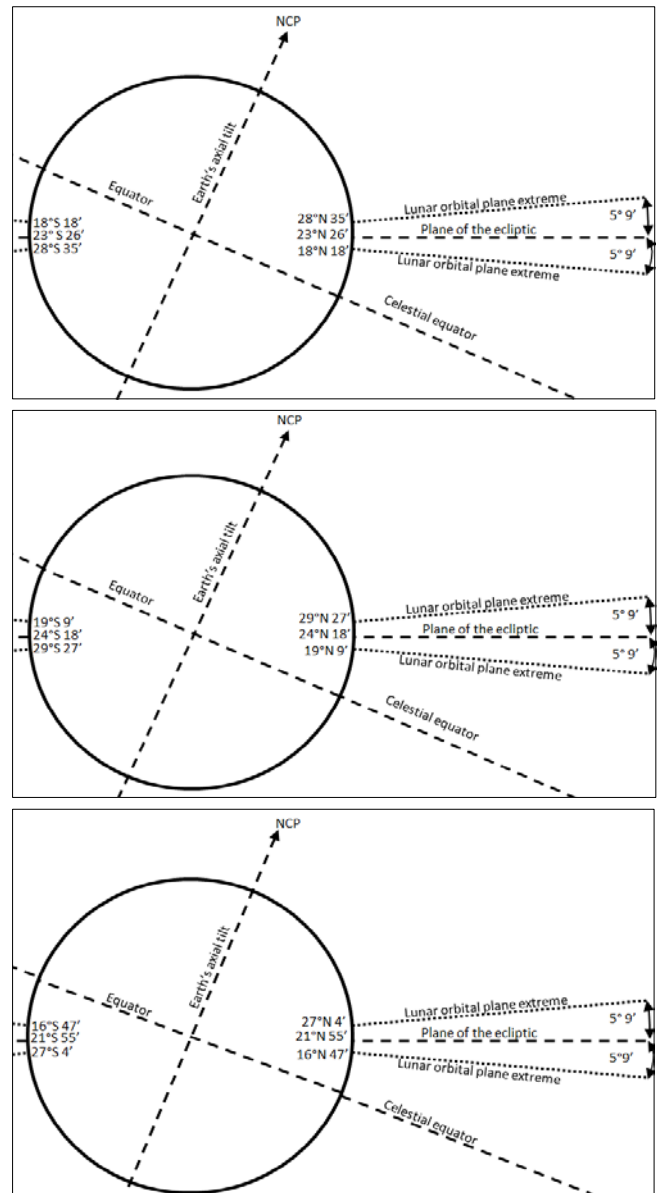 NCP
Earth's axial tilt
Equator
18°S 18'
23° S 26'
28°S 35'
28°N 35'
23°N 26'
18°N 18'
Lunar orbital plane extreme
5° 9'
Plane of the ecliptic
5° 9'
Lunar orbital plane extreme
Celestial equator
NCP
Earth's axial tilt
Equator
19°S 9'
24°S 18'
29°S 27'
29°N 27'
24°N 18'
19°N 9'
Lunar orbital plane extreme
5° 9'
Plane of the ecliptic
5° 9'
Lunar orbital plane extreme
Celestial equator
NCP
Earth's axial tilt
Equator
16°S 47'
21°S 55'
27°S 4'
27°N 4'
21°N 55'
16°N 47'
Lunar orbital plane extreme
5° 9'
Plane of the ecliptic
5°9'
Lunar orbital plane extreme
Celestial equator